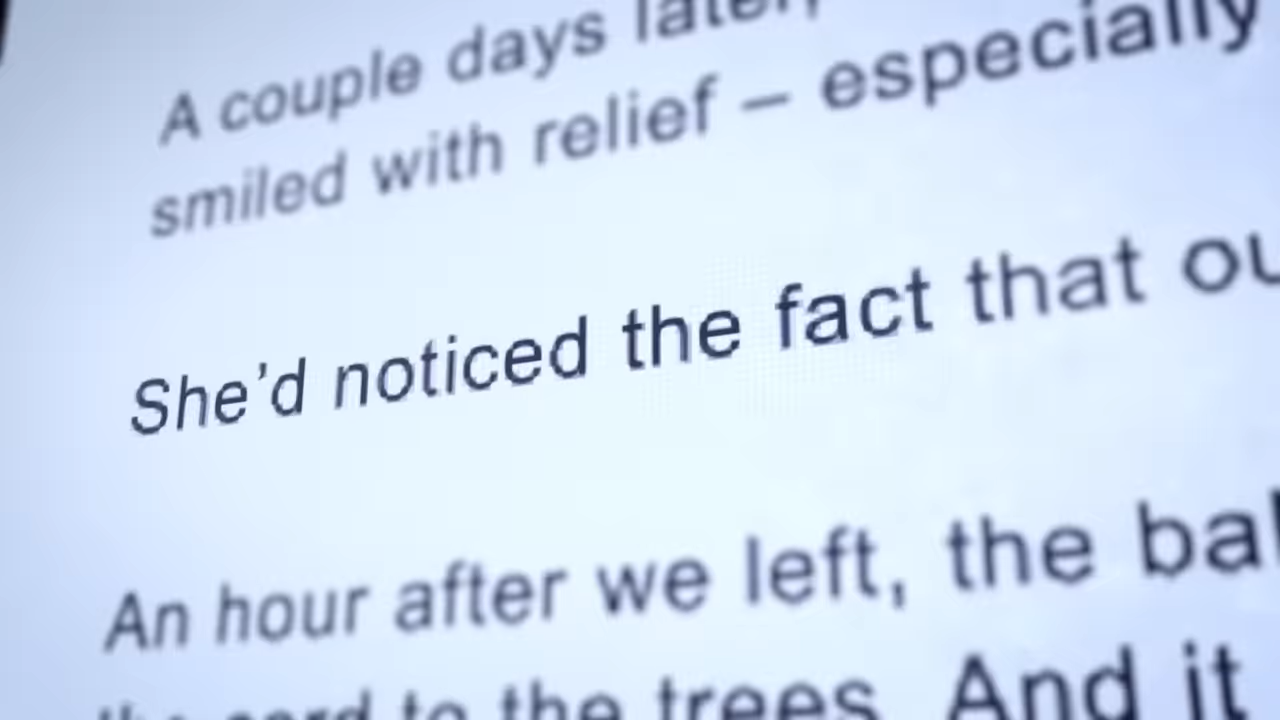 A couple days later,
smiled with relief – especially
She’d noticed the fact that
An hour after we left, the
to the trees. And it